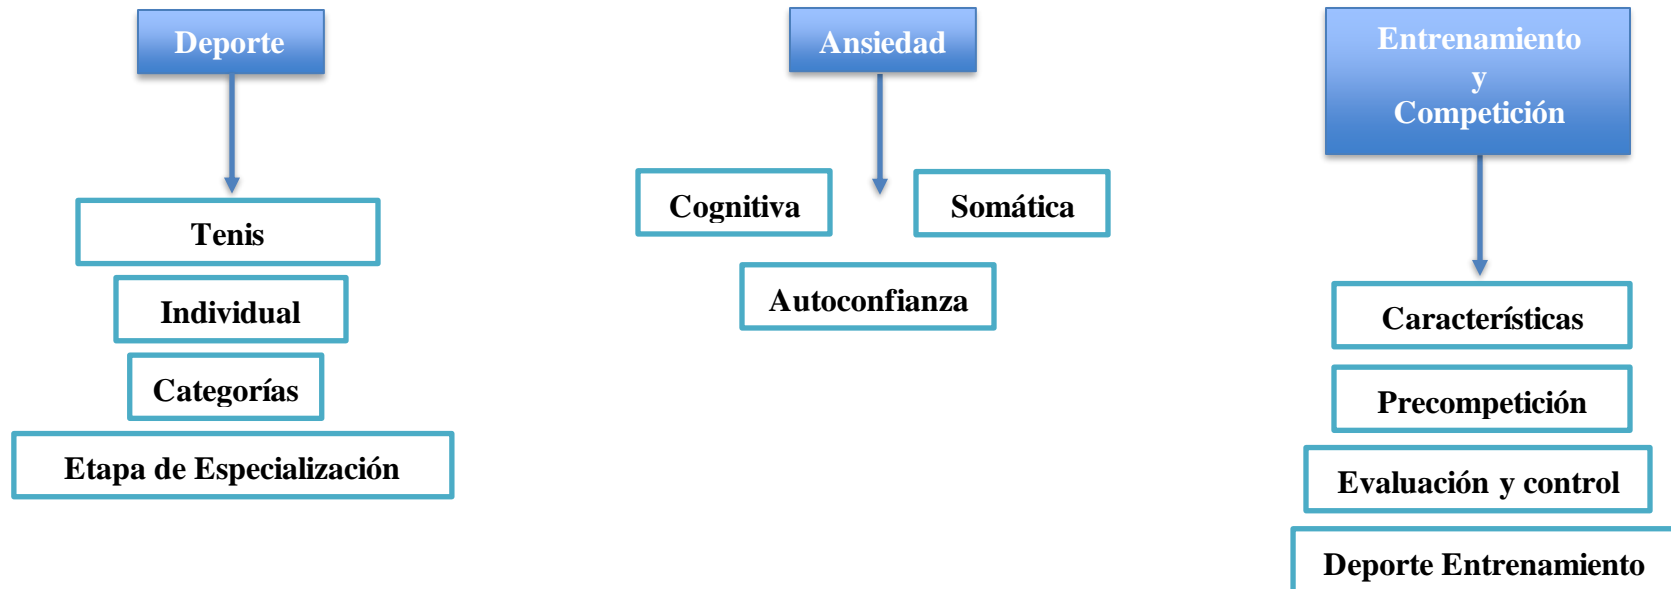 Deporte
Tenis
Individual
Categorías
Etapa de Especialización
Ansiedad
Cognitiva
Somática
Autoconfianza
Entrenamiento
y
Competición
Características
Precompetición
Evaluación y control
Deporte Entrenamiento